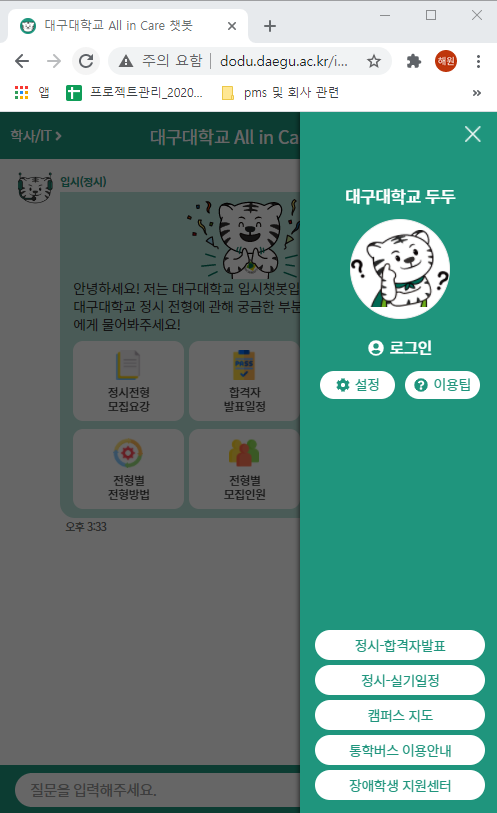 대구대학교 All in Care 챗봇
주의 요함
dodu.daegu.ac.kr/i...
해원
앱
프로젝트관리_2020...
pms 및 회사 관련
학사/IT
대구대학교 All in Ca
입시(정시)
안녕하세요! 저는 대구대학교 입시챗봇입
대구대학교 정시 전형에 관해 궁금한 부분
에게 물어봐주세요!
정시전형
모집요강
합격자
발표일정
전형별
전형방법
전형별
모집인원
오후 3:33
질문을 입력해주세요.
대구대학교 두두
로그인
설정
이용팁
정시-합격자발표
정시-실기일정
캠퍼스 지도
통학버스 이용안내
장애학생 지원센터